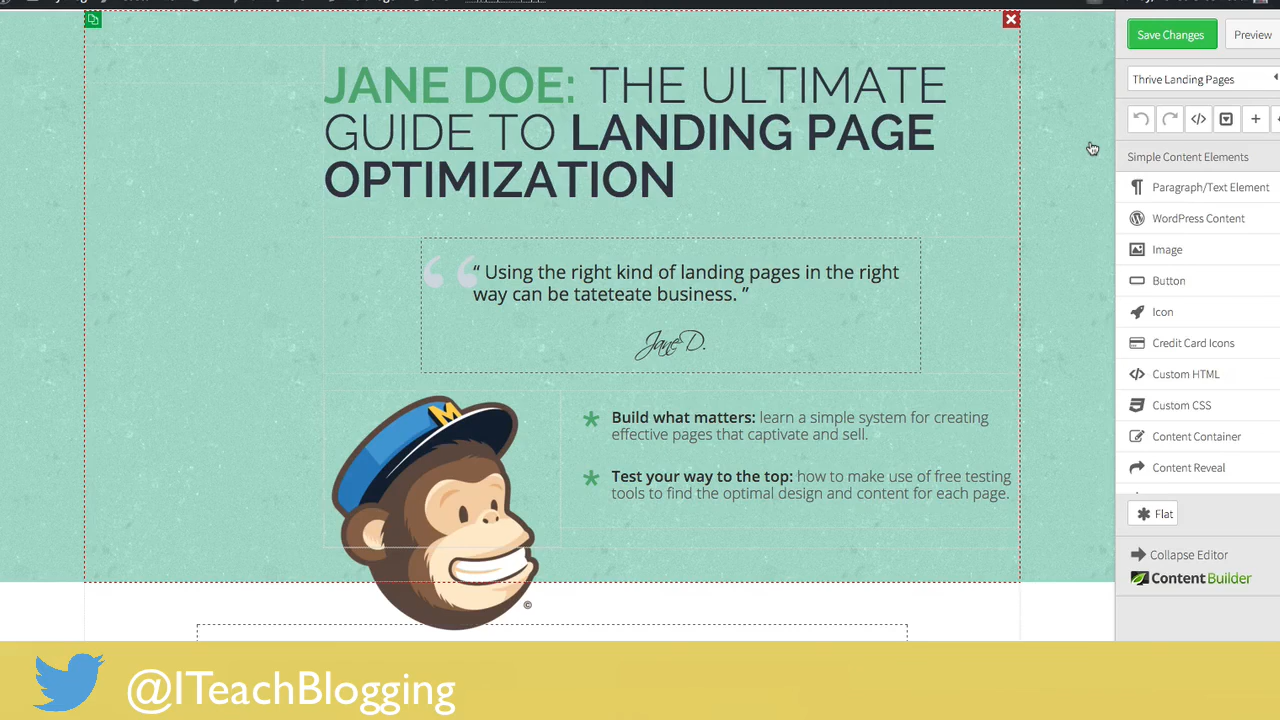 Save Changes
Preview
JANE DOE: THE ULTIMATE
GUIDE TO LANDING PAGE
OPTIMIZATION
Thrive Landing Pages
Simple Content Elements
Paragraph/Text Element
WordPress Content
Image
Button
Icon
Credit Card Icons
Custom HTML
Custom CSS
Content Container
Content Reveal
Flat
Collapse Editor
Content Builder
“ Using the right kind of landing pages in the right
way can be tateteate business. ”
Jane D.
Build what matters: learn a simple system for creating
effective pages that captivate and sell.
Test your way to the top: how to make use of free testing
tools to find the optimal design and content for each page.
M
©
@ITeachBlogging